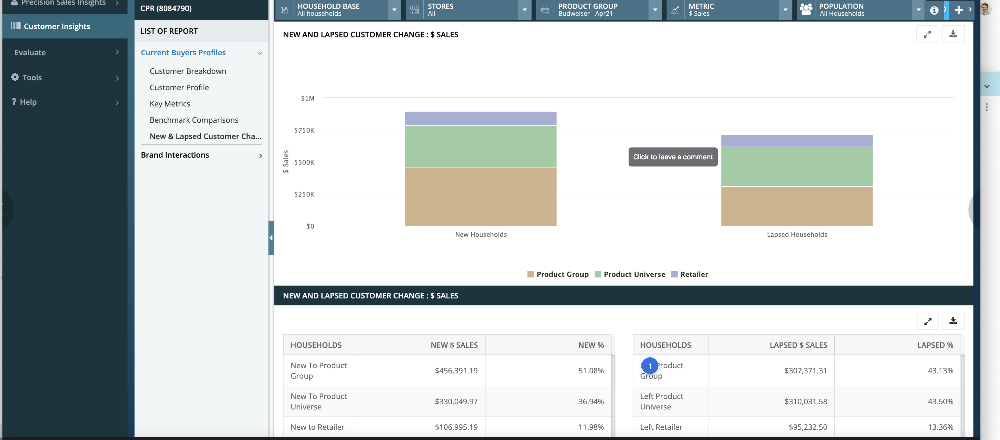 Precision Sales Insights
Customer Insights
Evaluate
Tools
? Help
CPR (8084790)
LIST OF REPORT
Current Buyers Profiles
Customer Breakdown
Customer Profile
Key Metrics
Benchmark Comparisons
New & Lapsed Customer Cha...
Brand Interactions
HOUSEHOLD BASE
All households
STORES
All
PRODUCT GROUP
Budweiser - Apr21
METRIC
$ Sales
POPULATION
All Households
NEW AND LAPSED CUSTOMER CHANGE : $ SALES
$1M
$750K
$500K
$250K
$0
$ Sales
Click to leave a comment
New Households
Lapsed Households
Product Group
Product Universe
Retailer
NEW AND LAPSED CUSTOMER CHANGE : $ SALES
HOUSEHOLDS NEW $ SALES NEW %
New To Product
Group
$456,391.19 51.08%
New To Product
Universe
$330,049.97 36.94%
New to Retailer $106,995.19 11.98%
HOUSEHOLDS LAPSED $ SALES LAPSED %
1
Product
Group
$307,371.31 43.13%
Left Product
Universe
$310,031.58 43.50%
Left Retailer $95,232.50 13.36%